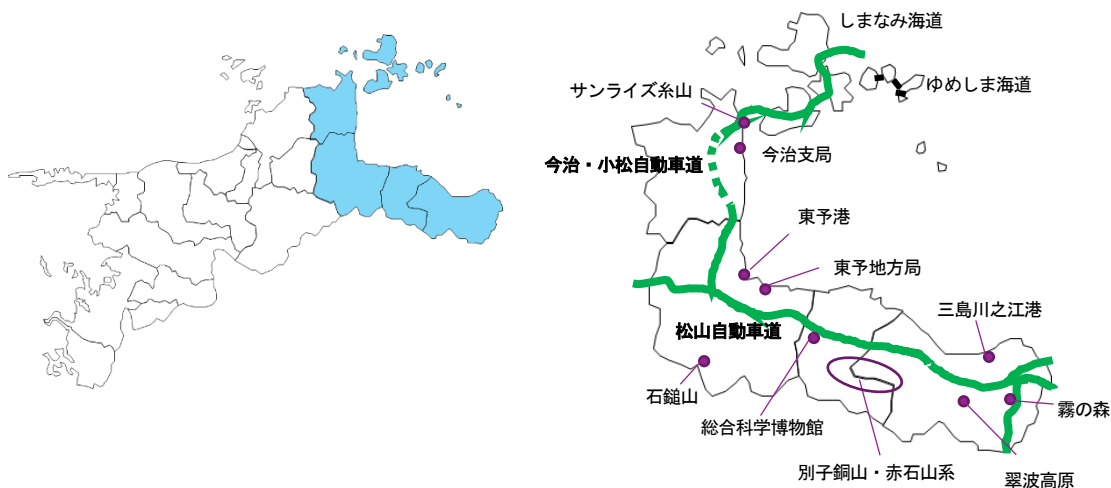 しまなみ海道
サンライズ糸山
ゆめしま海道
今治・小松自動車道
今治支局
東予港
東予地方局
三島川之江港
松山自動車道
石鎚山
総合科学博物館
霧の森
別子銅山・赤石山系
翠波高原